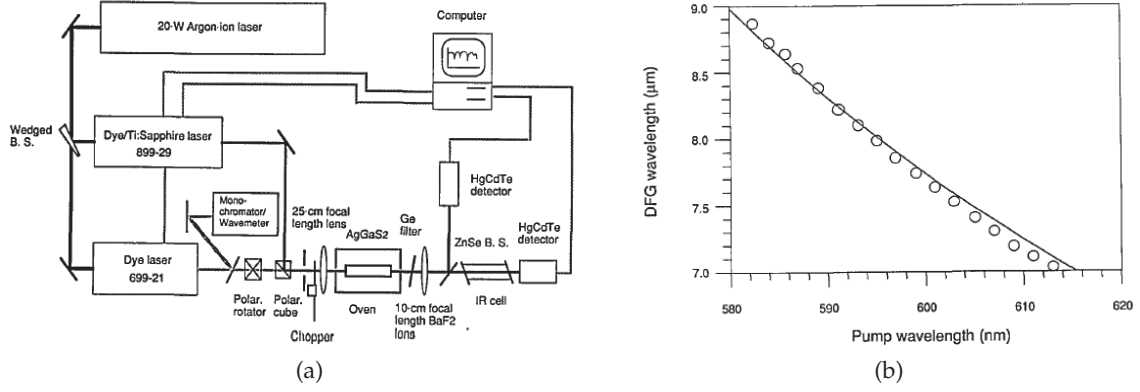 20-W Argon-ion laser
Computer
Wedged
B. S.
Dye/Ti:Sapphire laser
899-29
HgCdTe
detector
Mono-
chromator/
Wavemeter
25-cm focal
length lens
Ge
filter
HgCdTe
detector
AgGaS2
ZnSe B. S.
Dye laser
699-21
Polar.
rotator
Polar.
cube
Oven
IR cell
Chopper
10-cm focal
length BaF2
lens
(a)
DFG wavelength (μm)
9.0
8.5
8.0
7.5
7.0
580
590
600
610
620
Pump wavelength (nm)
(b)